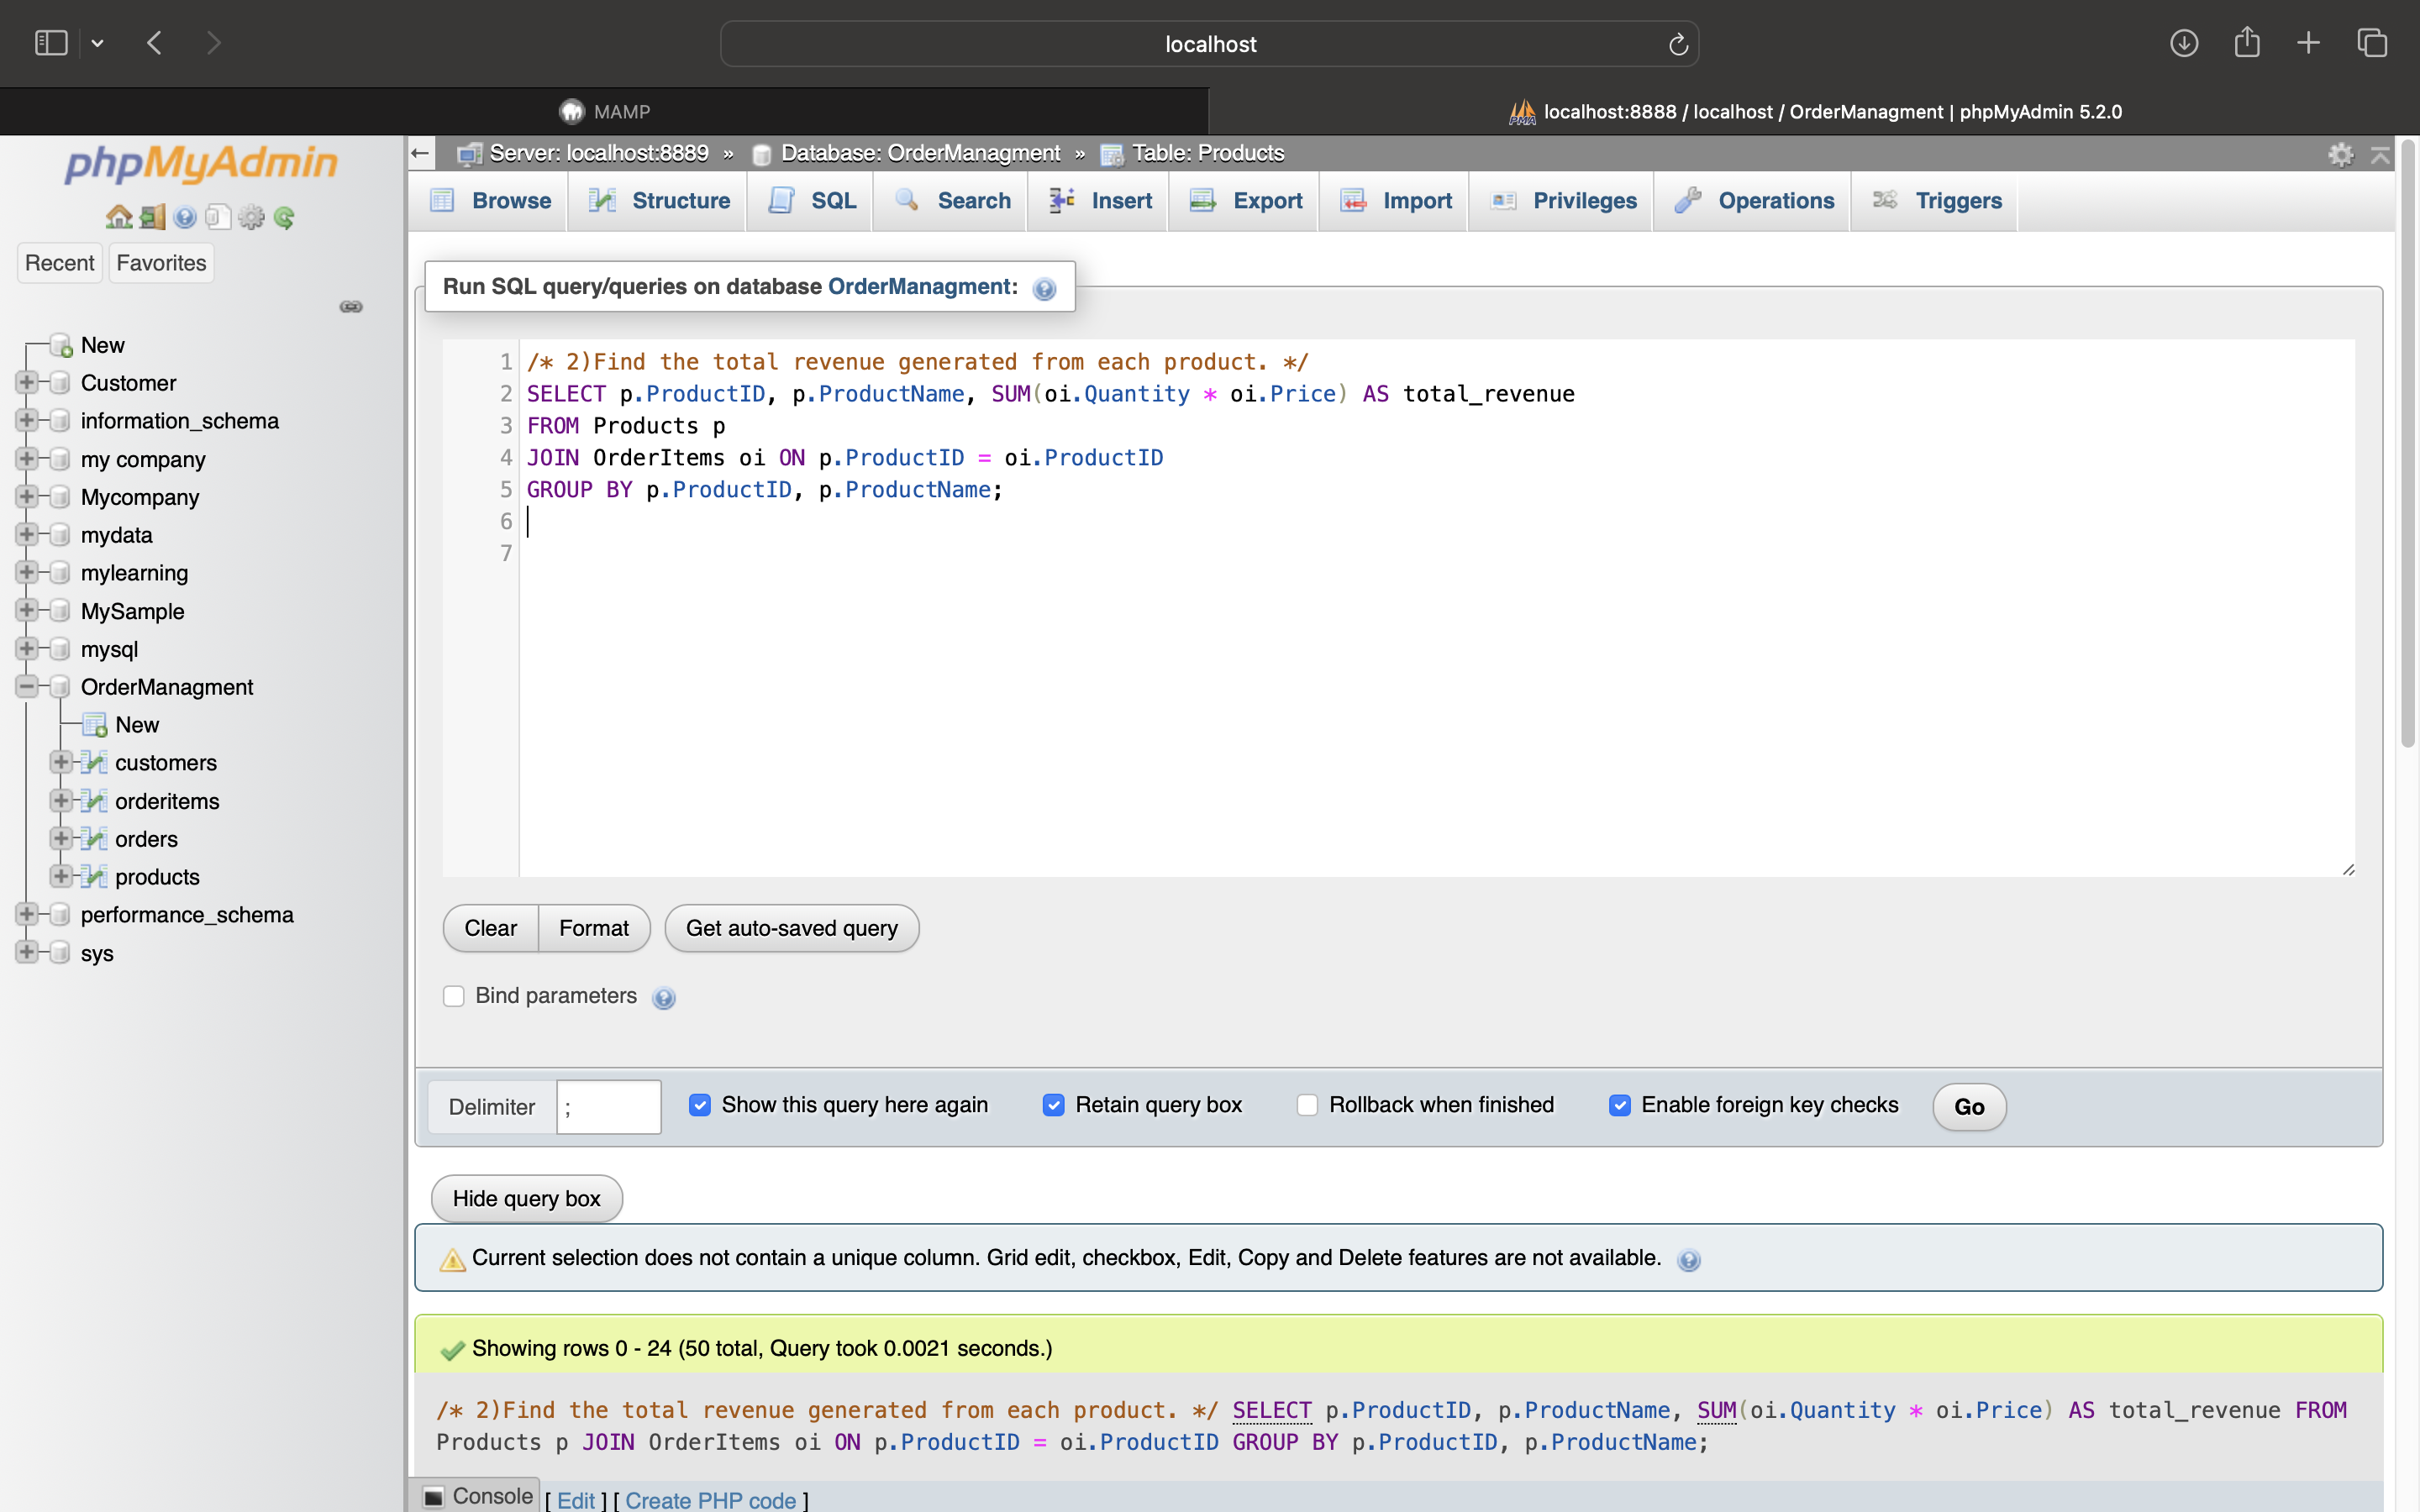 localhost
MAMP
localhost:8888 / localhost / OrderManagment | phpMyAdmin 5.2.0
phpMyAdmin
Recent Favorites
New
Customer
information_schema
my company
Mycompany
mydata
mylearning
MySample
mysql
OrderManagment
New
customers
orderitems
orders
products
performance_schema
sys
Server: localhost:8889 » Database: OrderManagment » Table: Products
Browse Structure SQL Search Insert Export Import Privileges Operations Triggers
Run SQL query/queries on database OrderManagment:
1 /* 2)Find the total revenue generated from each product. */
2 SELECT p.ProductID, p.ProductName, SUM(oi.Quantity * oi.Price) AS total_revenue
3 FROM Products p
4 JOIN OrderItems oi ON p.ProductID = oi.ProductID
5 GROUP BY p.ProductID, p.ProductName;
6
7
Clear Format Get auto-saved query
Bind parameters
Delimiter ; Show this query here again Retain query box Rollback when finished Enable foreign key checks Go
Hide query box
Current selection does not contain a unique column. Grid edit, checkbox, Edit, Copy and Delete features are not available.
Showing rows 0 - 24 (50 total, Query took 0.0021 seconds.)
/* 2)Find the total revenue generated from each product. */ SELECT p.ProductID, p.ProductName, SUM(oi.Quantity * oi.Price) AS total_revenue FROM
Products p JOIN OrderItems oi ON p.ProductID = oi.ProductID GROUP BY p.ProductID, p.ProductName;
Console [ Edit ] [ Create PHP code ]